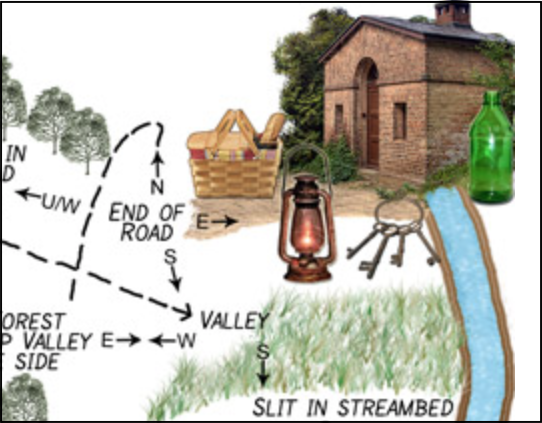 IN
D
U/W
N
END OF
ROAD
E
S
OREST
P VALLEY
SIDE
E
W
VALLEY
S
SLIT IN STREAMBED